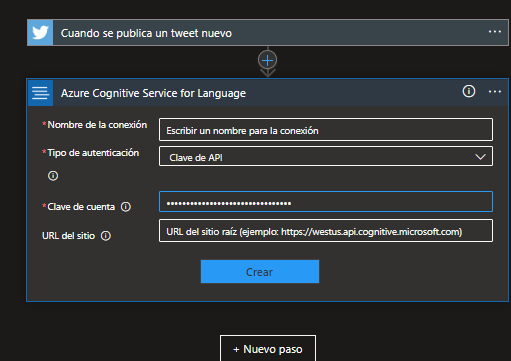 Cuando se publica un tweet nuevo
Azure Cognitive Service for Language
*Nombre de la conexión
Escribir un nombre para la conexión
*Tipo de autenticación
Clave de API
*Clave de cuenta
••••••••••••••••••••••••••••••••
URL del sitio
URL del sitio raíz (ejemplo: https://westus.api.cognitive.microsoft.com)
Crear
+ Nuevo paso